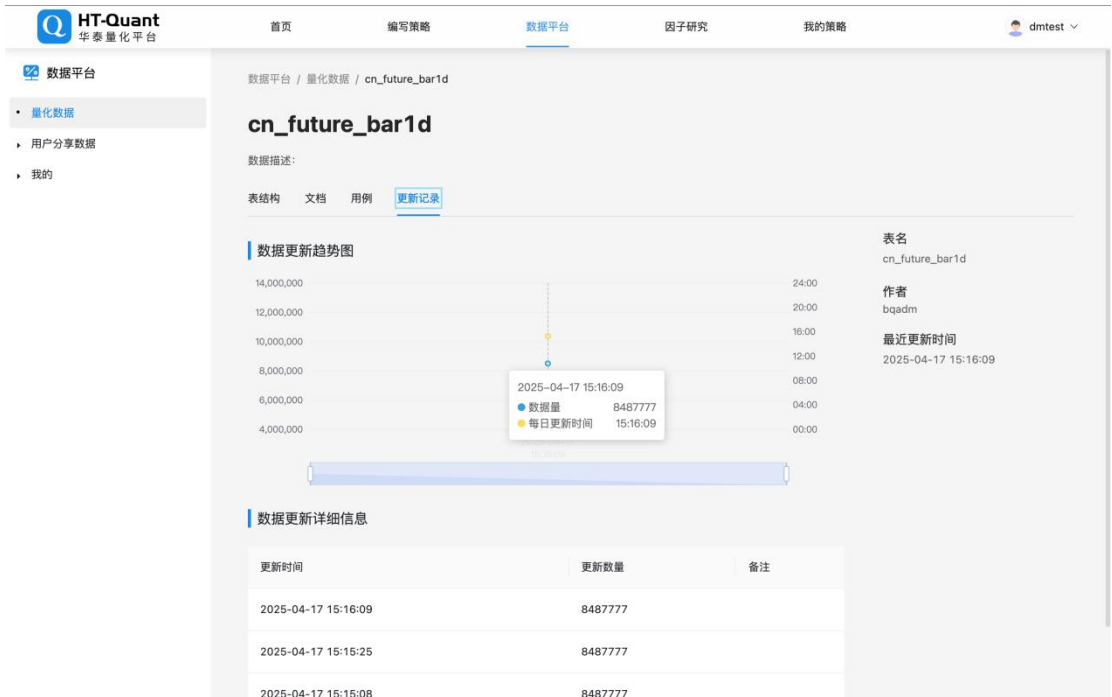 HT-Quant
华泰量化平台
首页
编写策略
数据平台
因子研究
我的策略
dmtest
数据平台
量化数据
用户分享数据
我的
数据平台 / 量化数据 / cn_future_bar1d
cn_future_bar1d
数据描述:
表结构
文档
用例
更新记录
数据更新趋势图
14,000,000
12,000,000
10,000,000
8,000,000
6,000,000
4,000,000
24:00
20:00
16:00
12:00
08:00
04:00
00:00
2025-04-17 15:16:09
数据量 8487777
每日更新时间 15:16:09
15:16:09
表名
cn_future_bar1d
作者
bqadm
最近更新时间
2025-04-17 15:16:09
数据更新详细信息
更新时间 更新数量 备注
2025-04-17 15:16:09 8487777
2025-04-17 15:15:25 8487777
2025-04-17 15:15:08 8487777